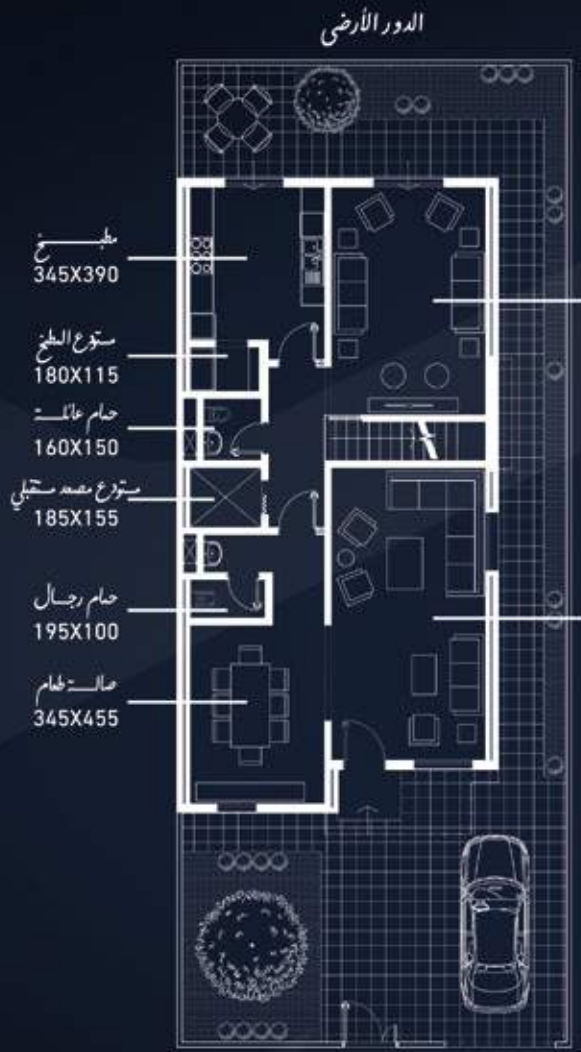 الدور الأرضي
مطبخ
345X390
ستودع المطبخ
180X115
حمام عائلة
160X150
مستودع مصعد مستقبلي
185X155
حمام رجال
195X100
صالة طعام
345X455